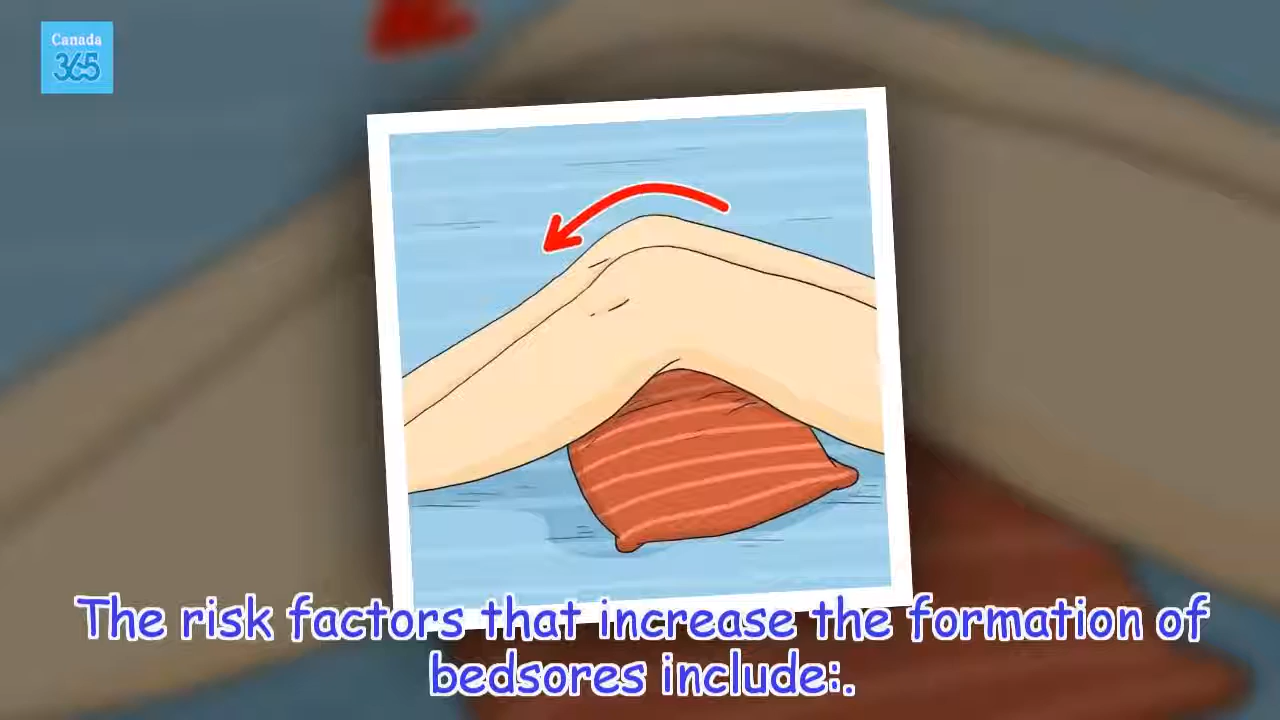 Canada
365
The risk factors that increase the formation of
bedsores include:.